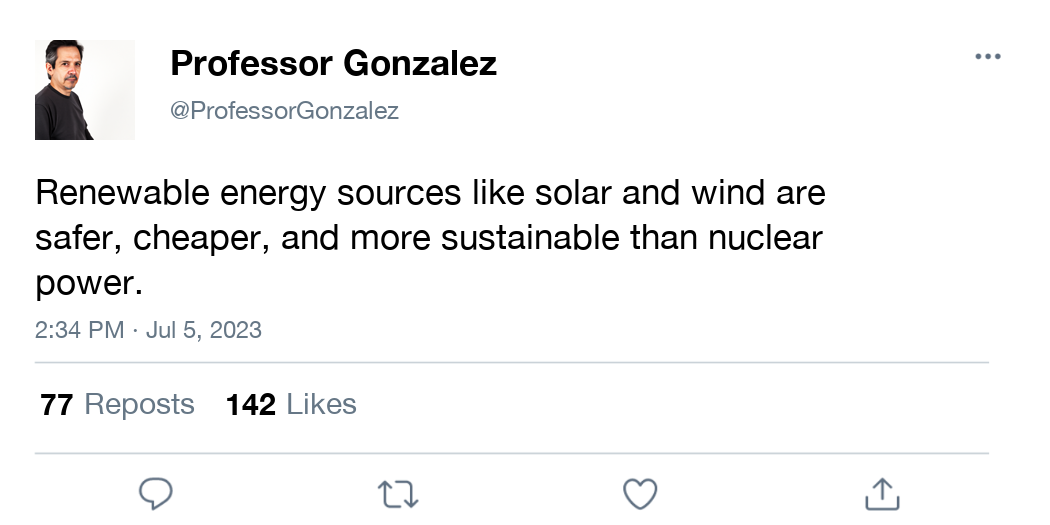 Professor Gonzalez
@ProfessorGonzalez
Renewable energy sources like solar and wind are
safer, cheaper, and more sustainable than nuclear
power.
2:34 PM · Jul 5, 2023
77 Reposts 142 Likes